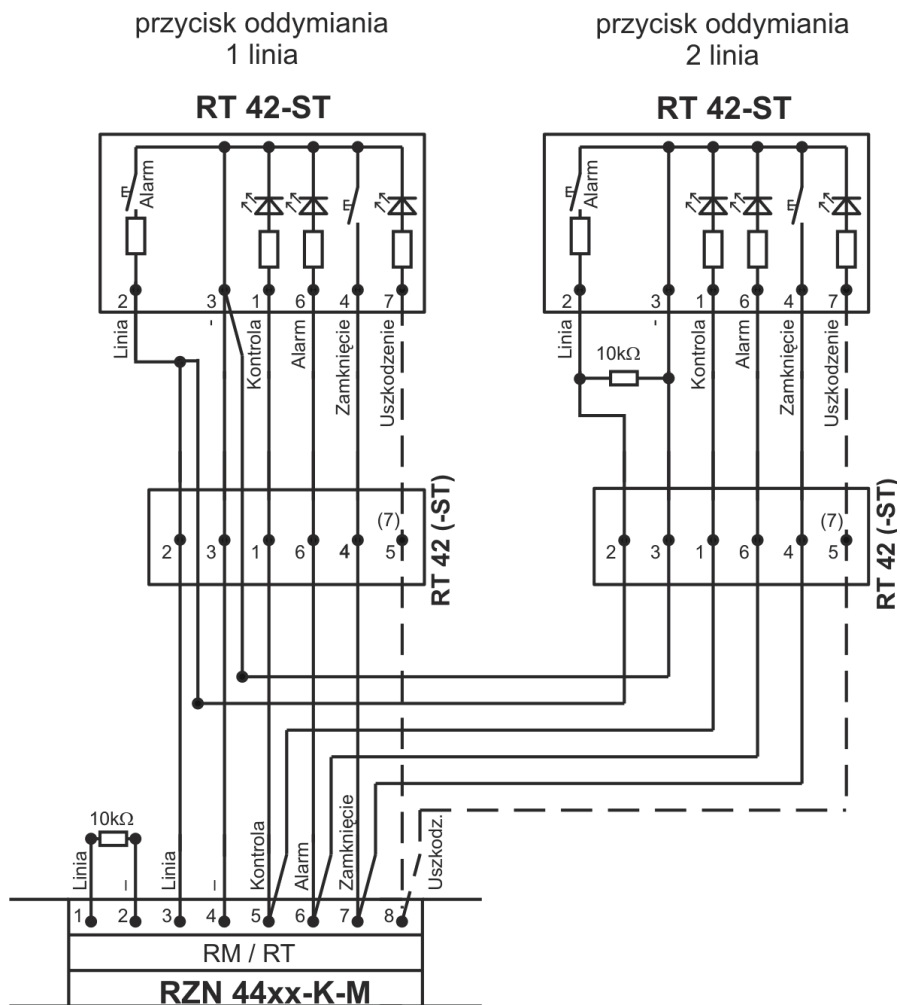 przycisk oddymiania
1 linia
przycisk oddymiania
2 linia
RT 42-ST
RT 42-ST
E
Alarm
E
E
Alarm
E
2
3
1
6
4
7
2
3
1
6
4
7
Linia
-
Kontrola
Alarm
Zamknięcie
Uszkodzenie
Linia
10kΩ
-
Kontrola
Alarm
Zamknięcie
Uszkodzenie
(7)
2
3
1
6
4
5
RT 42 (-ST)
(7)
2
3
1
6
4
5
RT 42 (-ST)
10kΩ
Linia
–
Linia
–
Kontrola
Alarm
Zamknięcie
Uszkodz.
1
2
3
4
5
6
7
8
RM / RT
RZN 44xx-K-M